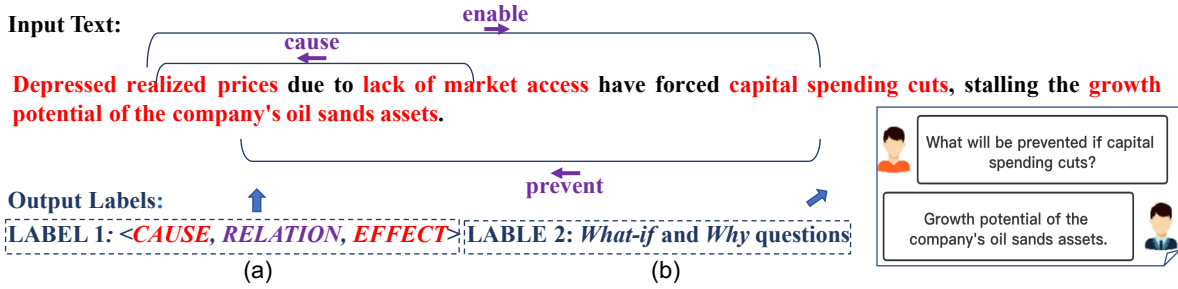 Input Text:
enable
cause
Depressed realized prices due to lack of market access have forced capital spending cuts, stalling the growth
potential of the company's oil sands assets.
prevent
What will be prevented if capital
spending cuts?
Growth potential of the
company's oil sands assets.
Output Labels:
LABEL 1: <CAUSE, RELATION, EFFECT> LABLE 2: What-if and Why questions
(a) (b)